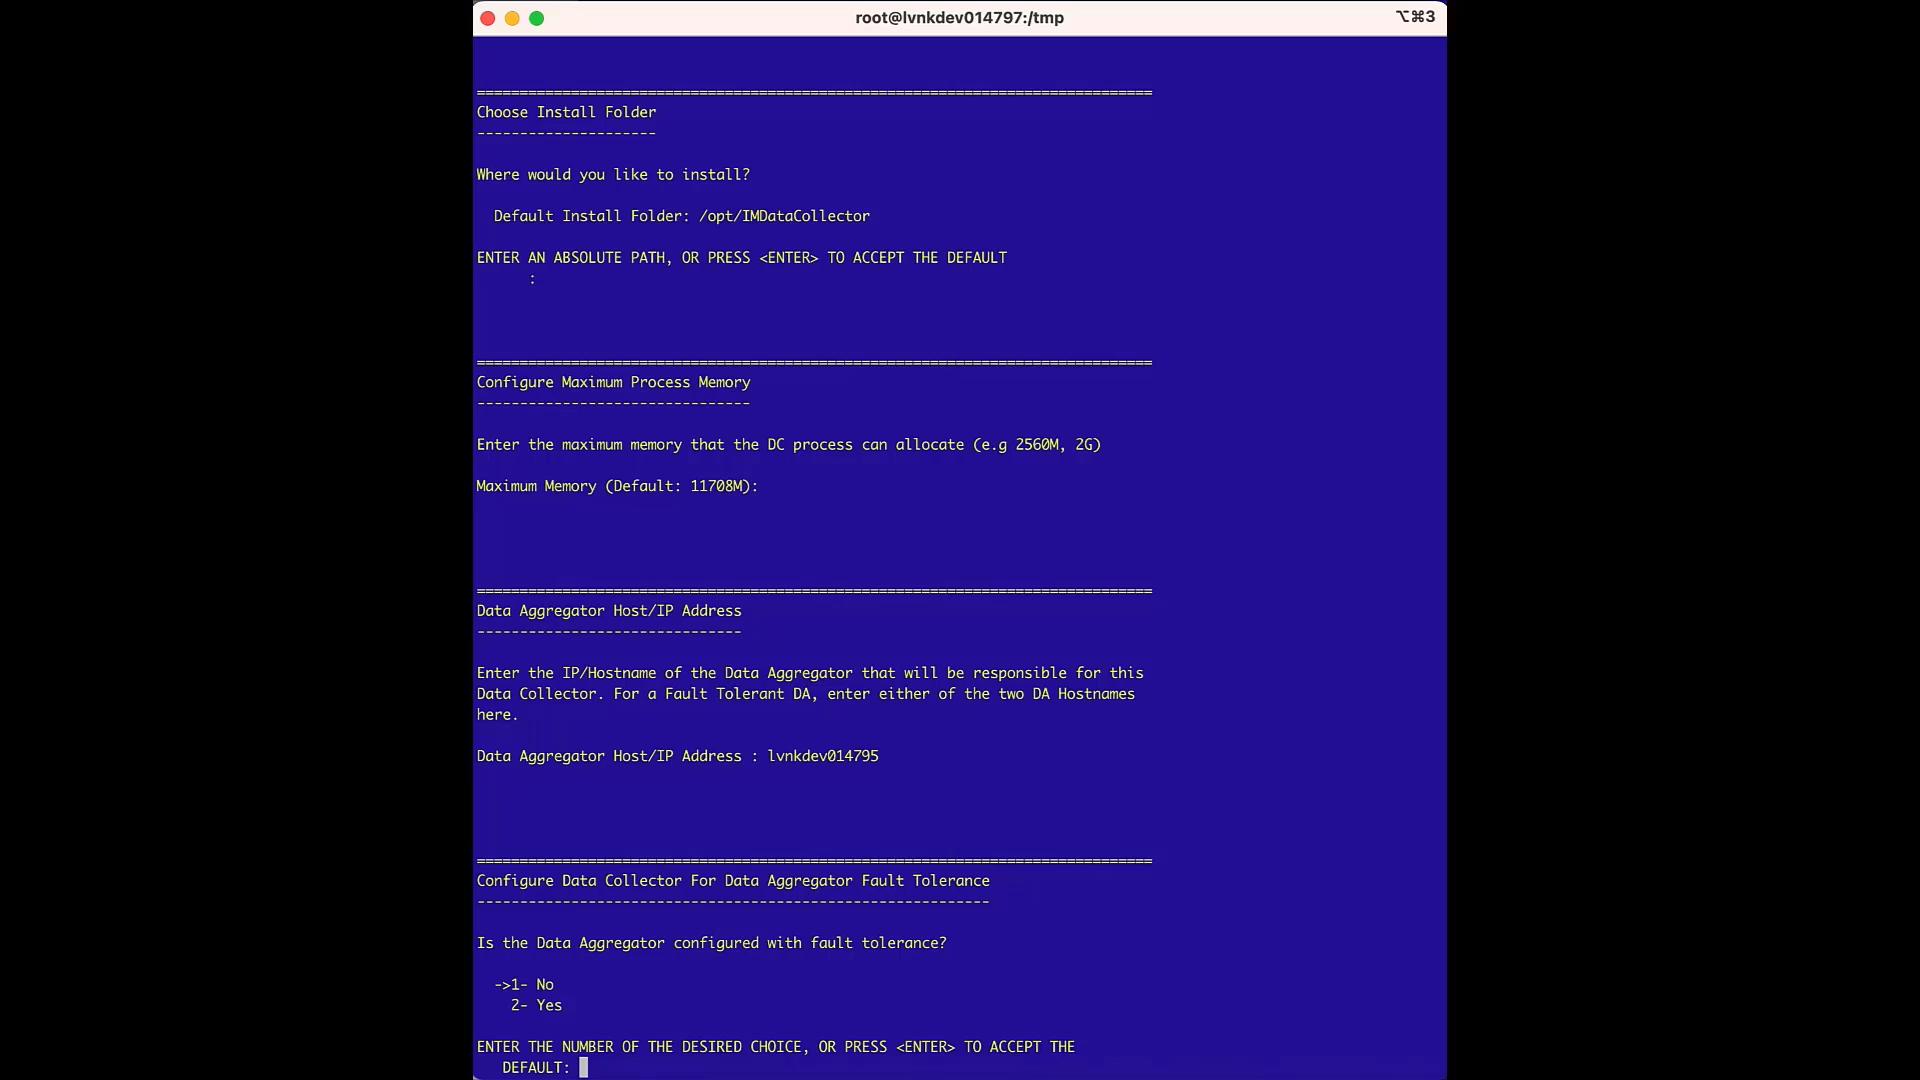 root@lvnkdev014797:/tmp
⌥⌘3
===============================================================================
Choose Install Folder
---------------------
Where would you like to install?
Default Install Folder: /opt/IMDataCollector
ENTER AN ABSOLUTE PATH, OR PRESS <ENTER> TO ACCEPT THE DEFAULT
:
===============================================================================
Configure Maximum Process Memory
--------------------------------
Enter the maximum memory that the DC process can allocate (e.g 2560M, 2G)
Maximum Memory (Default: 11708M):
===============================================================================
Data Aggregator Host/IP Address
-------------------------------
Enter the IP/Hostname of the Data Aggregator that will be responsible for this
Data Collector. For a Fault Tolerant DA, enter either of the two DA Hostnames
here.
Data Aggregator Host/IP Address : lvnkdev014795
===============================================================================
Configure Data Collector For Data Aggregator Fault Tolerance
------------------------------------------------------------
Is the Data Aggregator configured with fault tolerance?
->1- No
2- Yes
ENTER THE NUMBER OF THE DESIRED CHOICE, OR PRESS <ENTER> TO ACCEPT THE
DEFAULT: